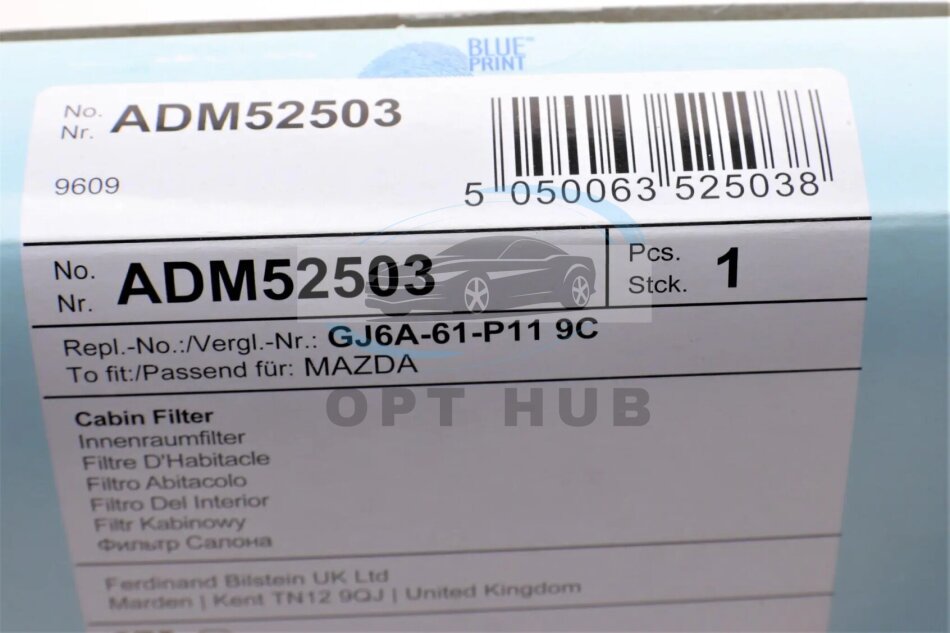 BLUE™
PRINT
No.
Nr. ADM52503
9609
5 050063 525038
No.
Nr. ADM52503
Pcs.
Stck. 1
Repl.-No.:/Vergl.-Nr.: GJ6A-61-P11 9C
To fit:/Passend für: MAZDA
OPT HUB
Cabin Filter
Innenraumfilter
Filtre D'Habitacle
Filtro Abitacolo
Filtro Del Interior
Filtr Kabinowy
Фильтр Салона
Ferdinand Bilstein UK Ltd
Marden | Kent TN12 9QJ | United Kingdom